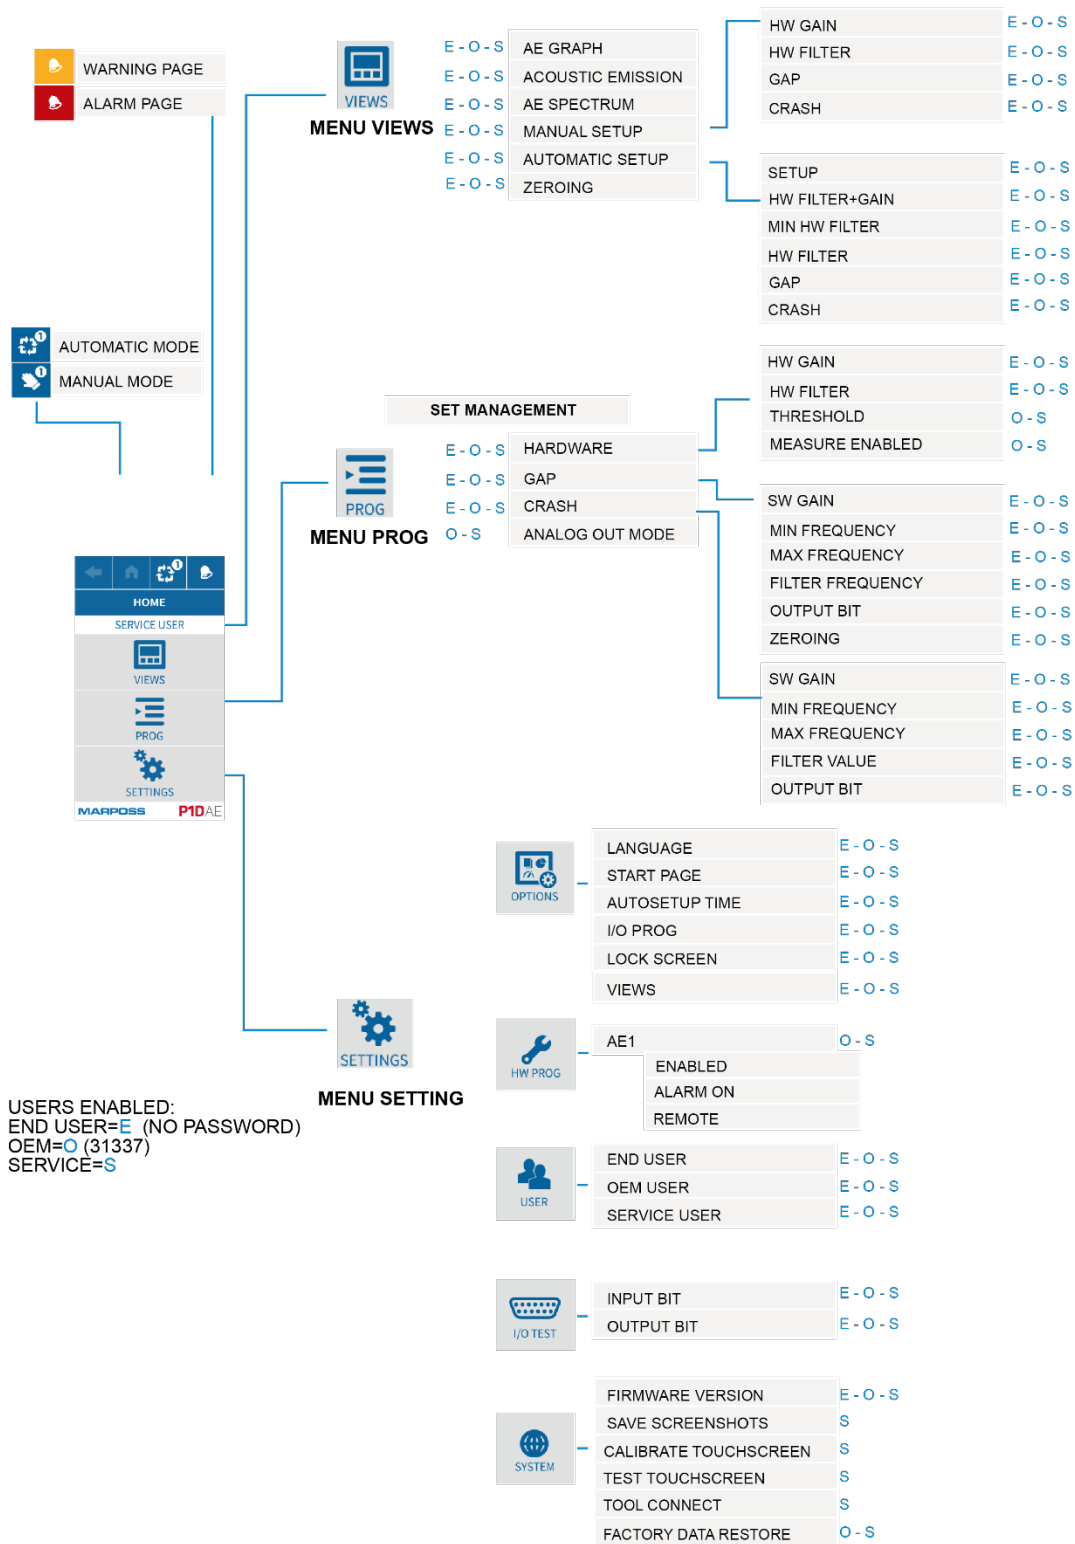 WARNING PAGE
ALARM PAGE
VIEWS
MENU VIEWS
E - O - S AE GRAPH
E - O - S ACOUSTIC EMISSION
E - O - S AE SPECTRUM
E - O - S MANUAL SETUP
E - O - S AUTOMATIC SETUP
E - O - S ZEROING
HW GAIN E - O - S
HW FILTER E - O - S
GAP E - O - S
CRASH E - O - S
SETUP E - O - S
HW FILTER+GAIN E - O - S
MIN HW FILTER E - O - S
HW FILTER E - O - S
GAP E - O - S
CRASH E - O - S
1 AUTOMATIC MODE
1 MANUAL MODE
SET MANAGEMENT
PROG
MENU PROG
E - O - S HARDWARE
E - O - S GAP
E - O - S CRASH
O - S ANALOG OUT MODE
HW GAIN E - O - S
HW FILTER E - O - S
THRESHOLD O - S
MEASURE ENABLED O - S
SW GAIN E - O - S
MIN FREQUENCY E - O - S
MAX FREQUENCY E - O - S
FILTER FREQUENCY E - O - S
OUTPUT BIT E - O - S
ZEROING E - O - S
SW GAIN E - O - S
MIN FREQUENCY E - O - S
MAX FREQUENCY E - O - S
FILTER VALUE E - O - S
OUTPUT BIT E - O - S
1
HOME
SERVICE USER
VIEWS
PROG
SETTINGS
MARPOSS P1DAE
SETTINGS
MENU SETTING
OPTIONS
LANGUAGE E - O - S
START PAGE E - O - S
AUTOSETUP TIME E - O - S
I/O PROG E - O - S
LOCK SCREEN E - O - S
VIEWS E - O - S
HW PROG
AE1 O - S
ENABLED
ALARM ON
REMOTE
USER
END USER E - O - S
OEM USER E - O - S
SERVICE USER E - O - S
I/O TEST
INPUT BIT E - O - S
OUTPUT BIT E - O - S
SYSTEM
FIRMWARE VERSION E - O - S
SAVE SCREENSHOTS S
CALIBRATE TOUCHSCREEN S
TEST TOUCHSCREEN S
TOOL CONNECT S
FACTORY DATA RESTORE O - S
USERS ENABLED:
END USER=E (NO PASSWORD)
OEM=O (31337)
SERVICE=S